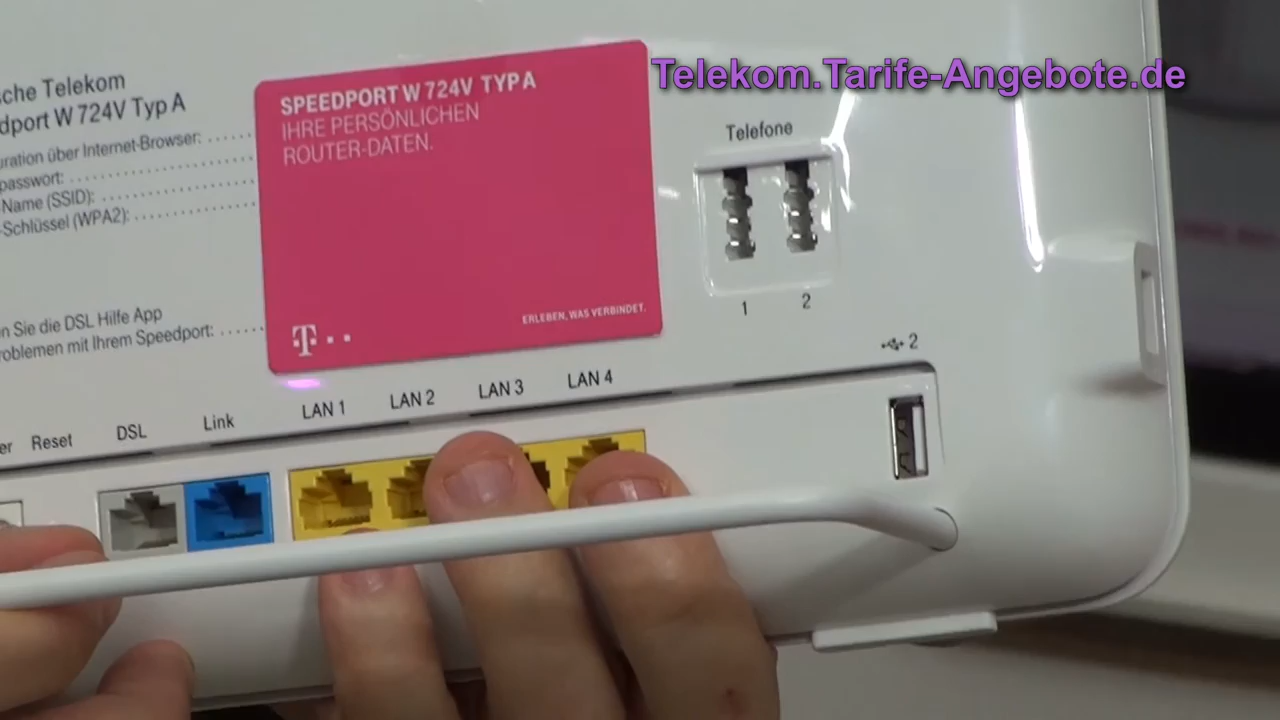 Telekom.Tarife-Angebote.de
sche Telekom
dport W 724V Typ A
uration über Internet-Browser:
passwort:
-Name (SSID):
-Schlüssel (WPA2):
SPEEDPORT W 724V TYP A
IHRE PERSÖNLICHEN
ROUTER-DATEN.
ERLEBEN, WAS VERBINDET.
T
n Sie die DSL Hilfe App
roblemen mit Ihrem Speedport:
Telefone
1 2
2
er Reset DSL Link LAN 1 LAN 2 LAN 3 LAN 4